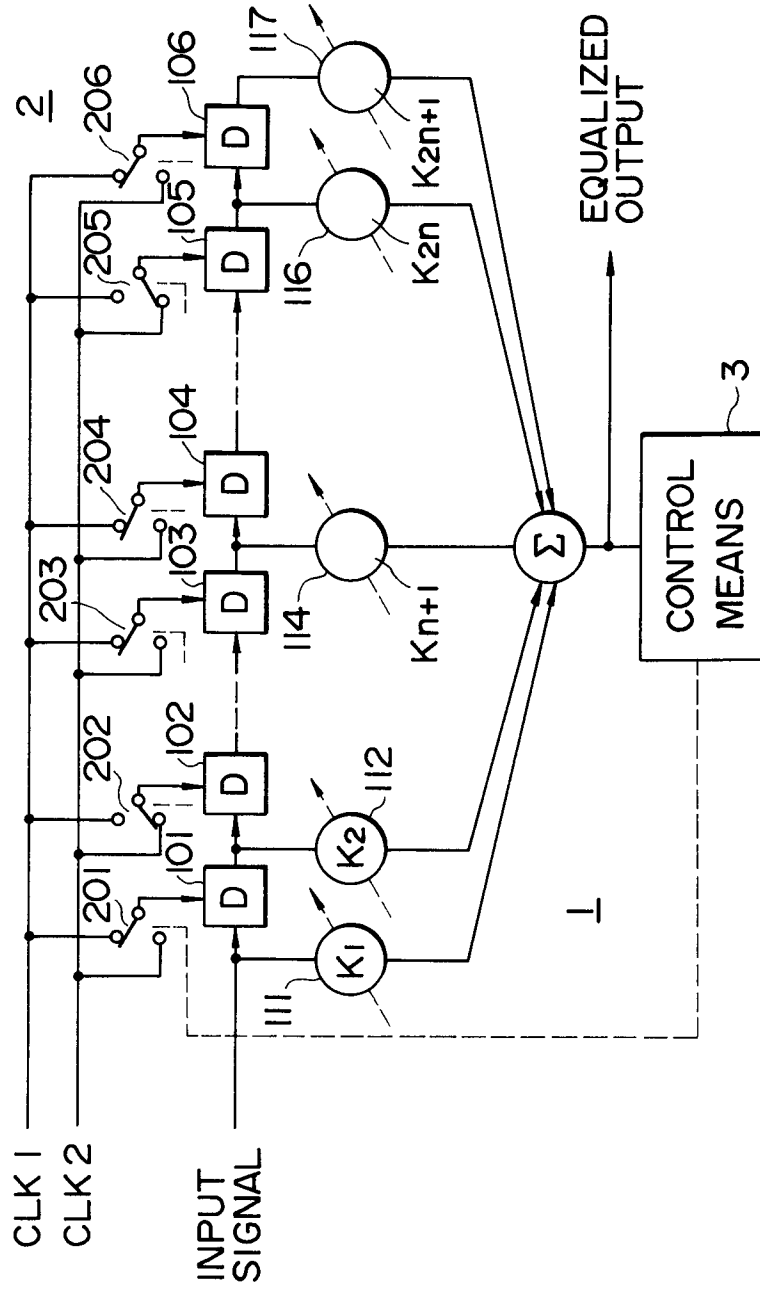 2
CLK 1
CLK 2
201
202
203
204
205
206
101
102
103
104
105
106
D
D
D
D
D
D
INPUT
SIGNAL
111
K1
K2
112
114
Kn+1
116
K2n
117
K2n+1
1
Σ
EQUALIZED
OUTPUT
CONTROL
MEANS
3